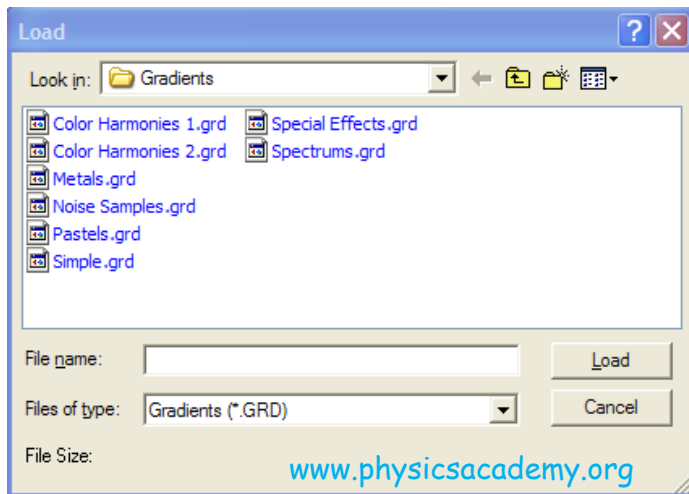 Load
Look in: Gradients
Color Harmonies 1.grd
Color Harmonies 2.grd
Metals.grd
Noise Samples.grd
Pastels.grd
Simple.grd
Special Effects.grd
Spectrums.grd
File name:
Load
Files of type: Gradients (*.GRD)
Cancel
File Size:
www.physicsacademy.org